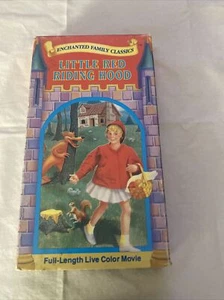 ENCHANTED FAMILY CLASSICS
LITTLE RED
RIDING HOOD
Full-Length Live Color Movie